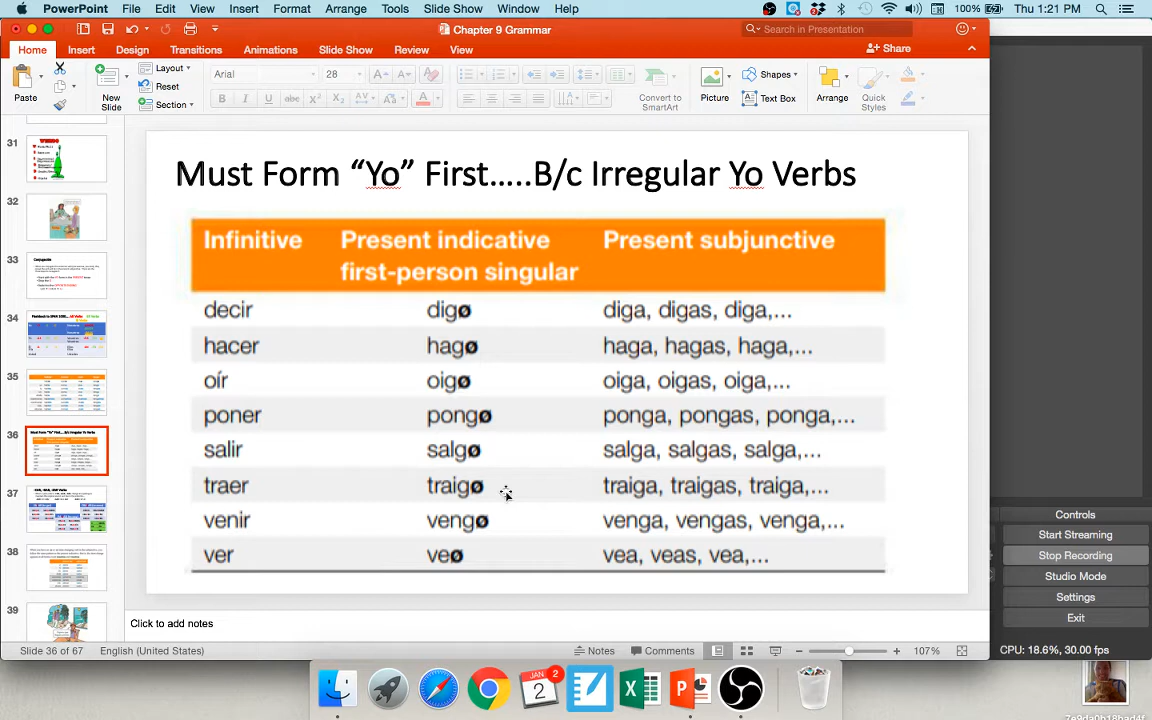 PowerPoint File Edit View Insert Format Arrange Tools Slide Show Window Help 100% Thu 1:21 PM
Chapter 9 Grammar
Search in Presentation
Home Insert Design Transitions Animations Slide Show Review View
Share
Paste
New Slide
Layout
Reset
Section
Arial 28
Convert to SmartArt
Picture
Shapes
Text Box
Arrange
Quick Styles
31
32
33
34
35
36
37
38
39
Must Form “Yo” First…..B/c Irregular Yo Verbs
Infinitive Present indicative first-person singular Present subjunctive
decir digø diga, digas, diga,...
hacer hagø haga, hagas, haga,...
oír oigø oiga, oigas, oiga,...
poner pongø ponga, pongas, ponga,...
salir salgø salga, salgas, salga,...
traer traigø traiga, traigas, traiga,...
venir vengø venga, vengas, venga,...
ver veø vea, veas, vea,...
Click to add notes
Slide 36 of 67 English (United States) Notes Comments 107%
Controls
Start Streaming
Stop Recording
Studio Mode
Settings
Exit
CPU: 18.6%, 30.00 fps
JAN 2
2